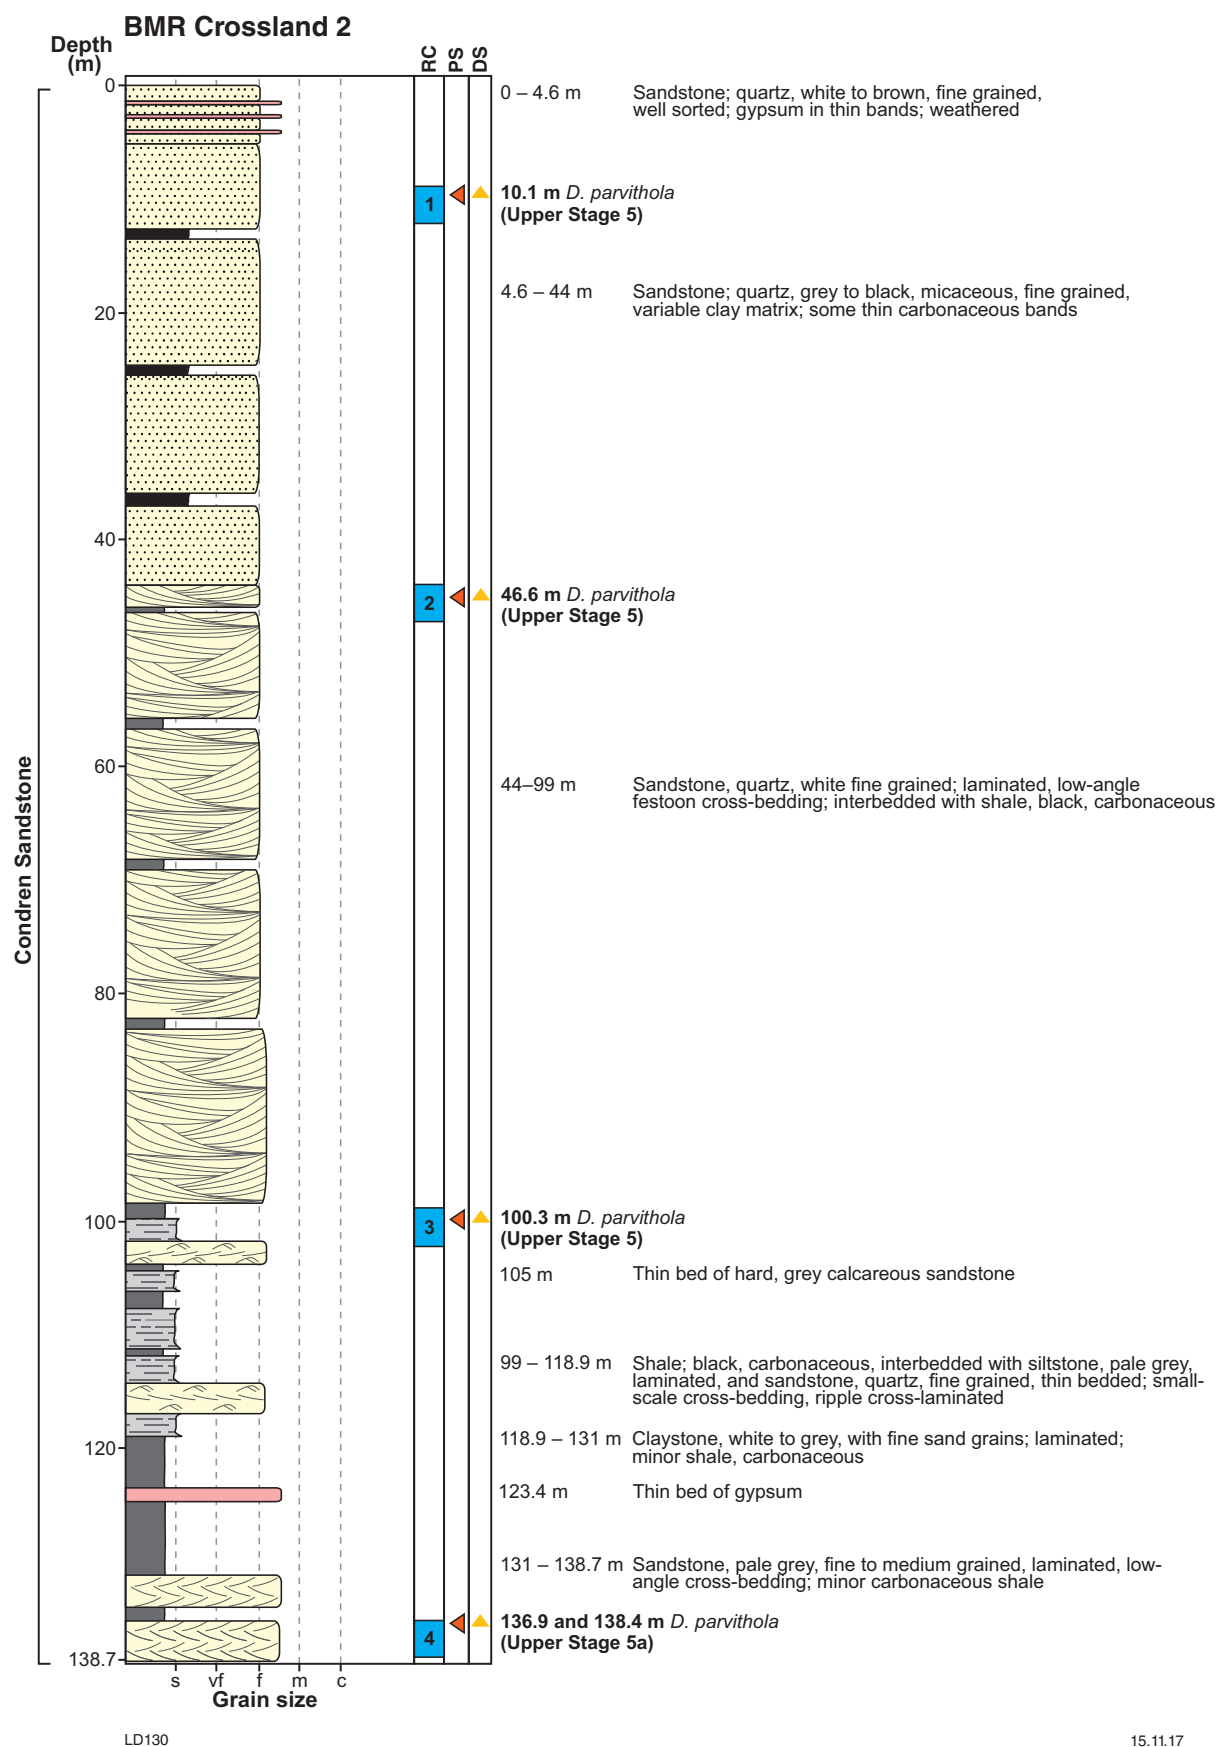 BMR Crossland 2
Depth
(m)
RC
PS
DS
0
0 – 4.6 m Sandstone; quartz, white to brown, fine grained,
well sorted; gypsum in thin bands; weathered
1
10.1 m D. parvithola
(Upper Stage 5)
4.6 – 44 m Sandstone; quartz, grey to black, micaceous, fine grained,
variable clay matrix; some thin carbonaceous bands
20
40
2
46.6 m D. parvithola
(Upper Stage 5)
Condren Sandstone
60
44–99 m Sandstone, quartz, white fine grained; laminated, low-angle
festoon cross-bedding; interbedded with shale, black, carbonaceous
80
100
3
100.3 m D. parvithola
(Upper Stage 5)
105 m Thin bed of hard, grey calcareous sandstone
99 – 118.9 m Shale; black, carbonaceous, interbedded with siltstone, pale grey,
laminated, and sandstone, quartz, fine grained, thin bedded; small-
scale cross-bedding, ripple cross-laminated
120
118.9 – 131 m Claystone, white to grey, with fine sand grains; laminated;
minor shale, carbonaceous
123.4 m Thin bed of gypsum
131 – 138.7 m Sandstone, pale grey, fine to medium grained, laminated, low-
angle cross-bedding; minor carbonaceous shale
4
136.9 and 138.4 m D. parvithola
(Upper Stage 5a)
138.7
s vf f m c
Grain size
LD130
15.11.17